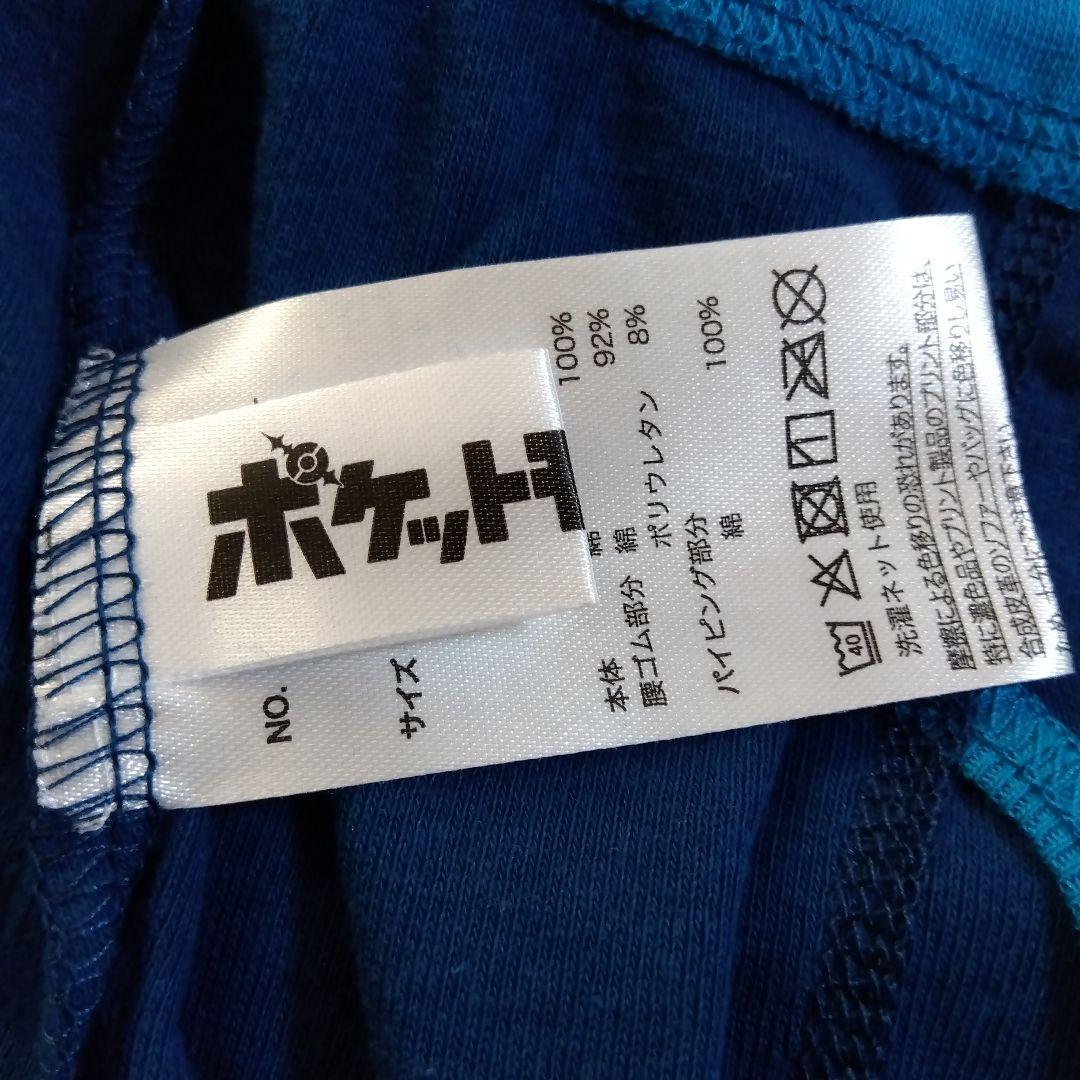 ポケット
NO.
サイズ
本体 綿 100%
腰ゴム部分 綿 92%
ポリウレタン 8%
パイピング部分
綿 100%
40
洗濯ネット使用
摩擦による色移りの恐れがあります。
特に濃色品やプリント製品のプリント部分は、
合成皮革のソファーやバッグに色移りし易い